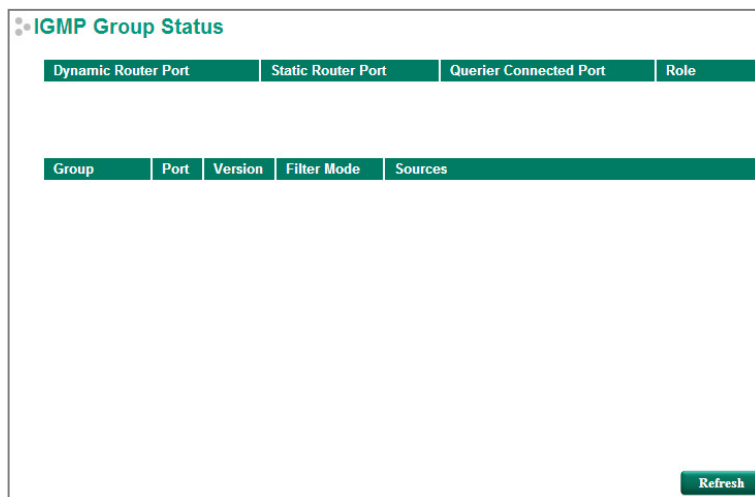 IGMP Group Status
Dynamic Router Port Static Router Port Querier Connected Port Role
Group Port Version Filter Mode Sources
Refresh